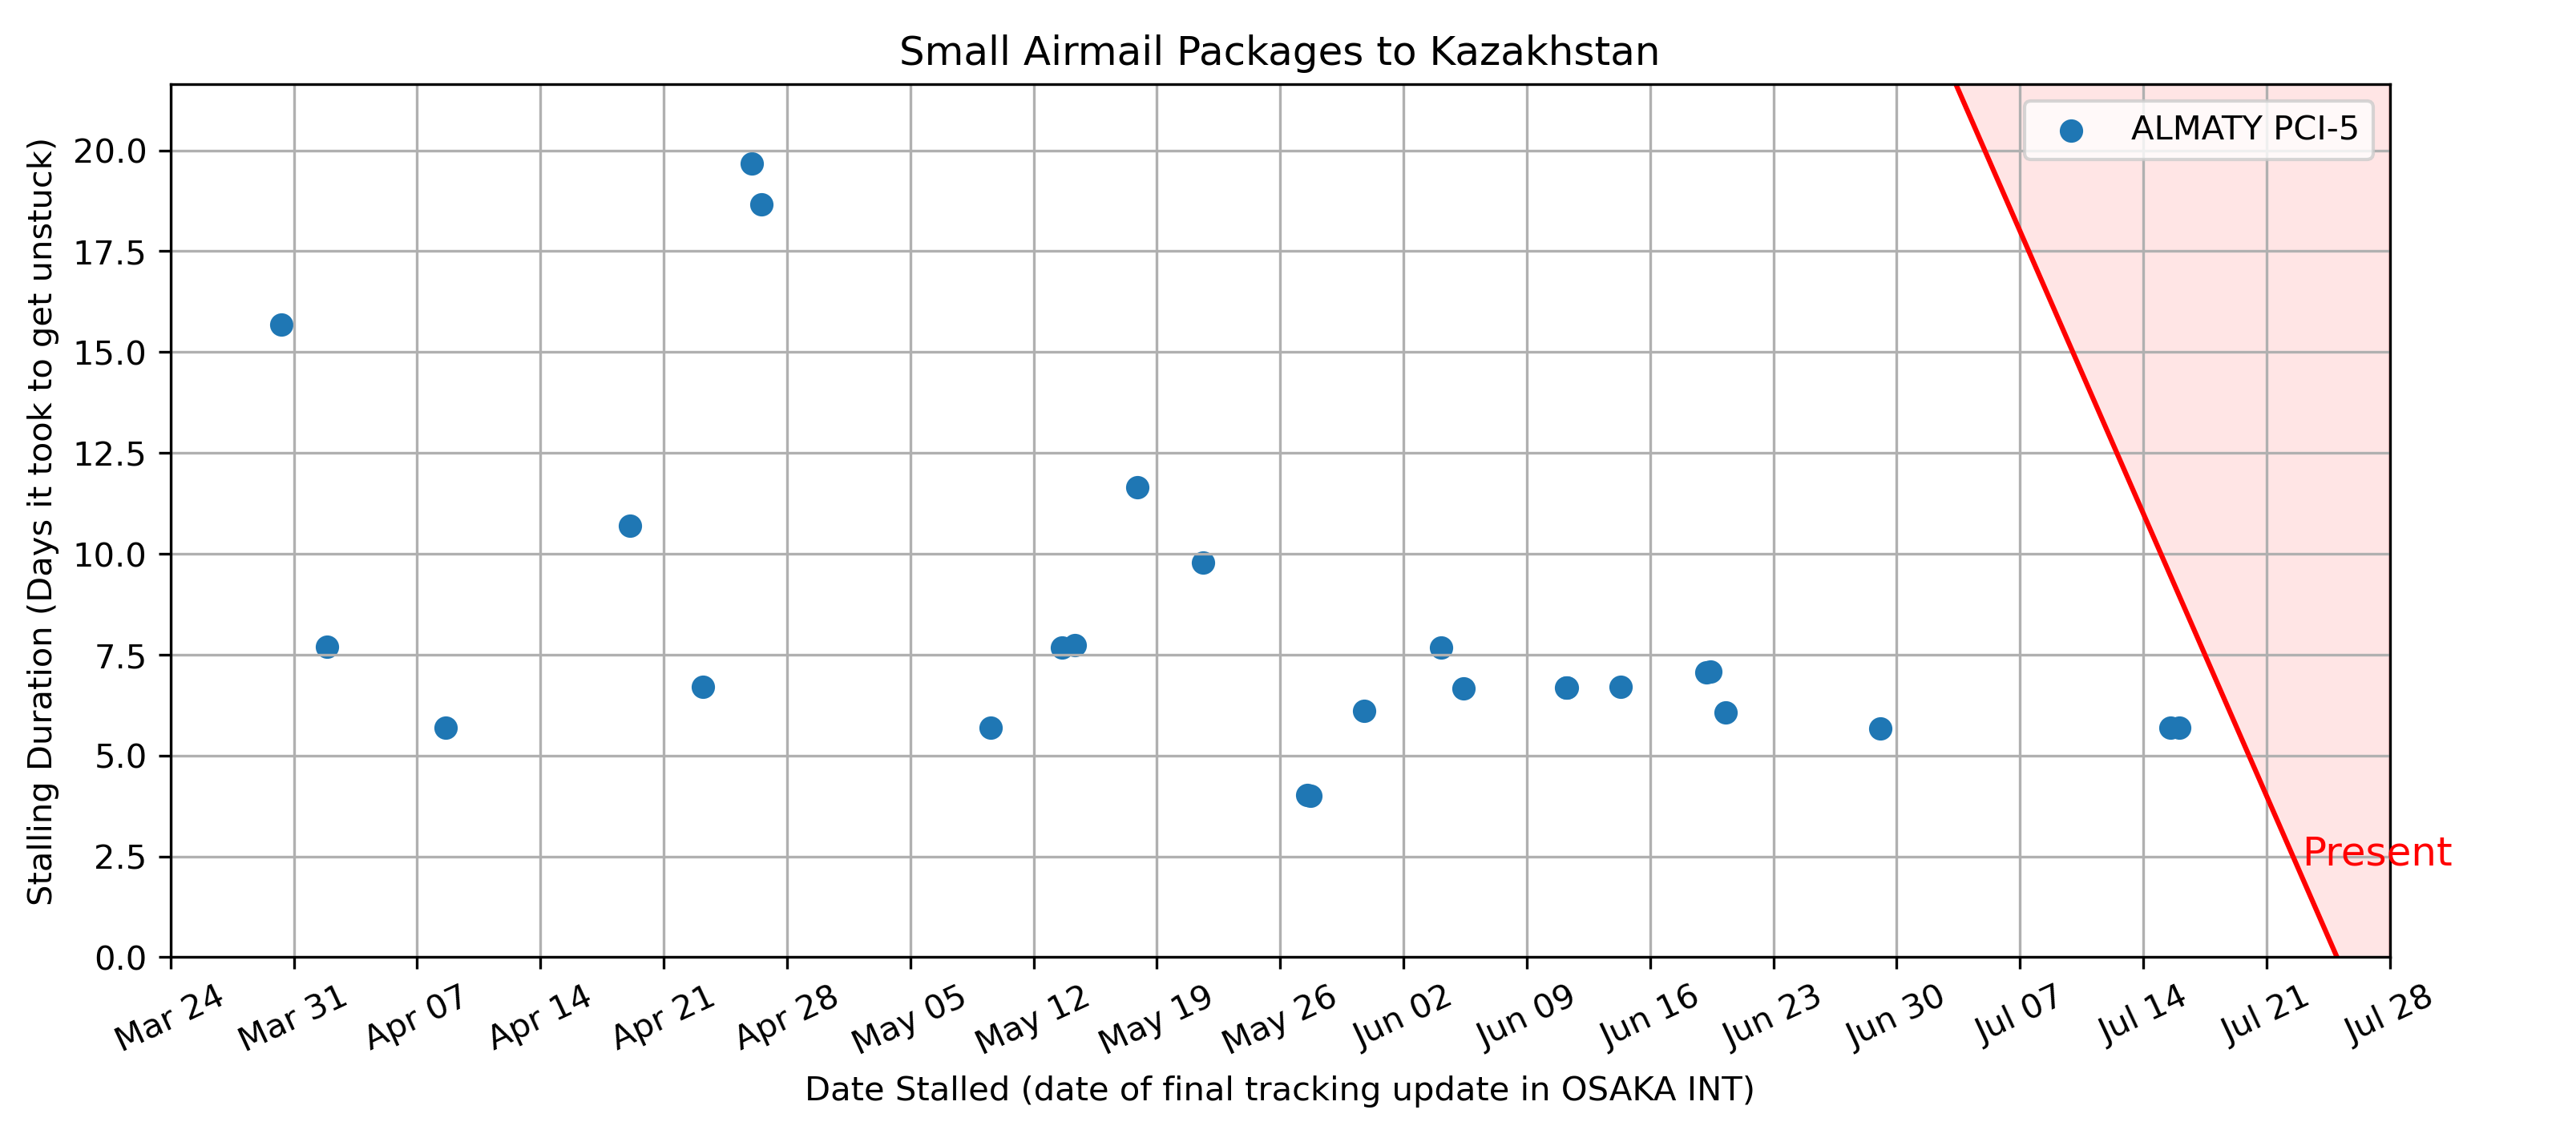 Small Airmail Packages to Kazakhstan
ALMATY PCI-5
Stalling Duration (Days it took to get unstuck)
20.0
17.5
15.0
12.5
10.0
7.5
5.0
2.5
0.0
Present
Mar 24 Mar 31 Apr 07 Apr 14 Apr 21 Apr 28 May 05 May 12 May 19 May 26 Jun 02 Jun 09 Jun 16 Jun 23 Jun 30 Jul 07 Jul 14 Jul 21 Jul 28
Date Stalled (date of final tracking update in OSAKA INT)